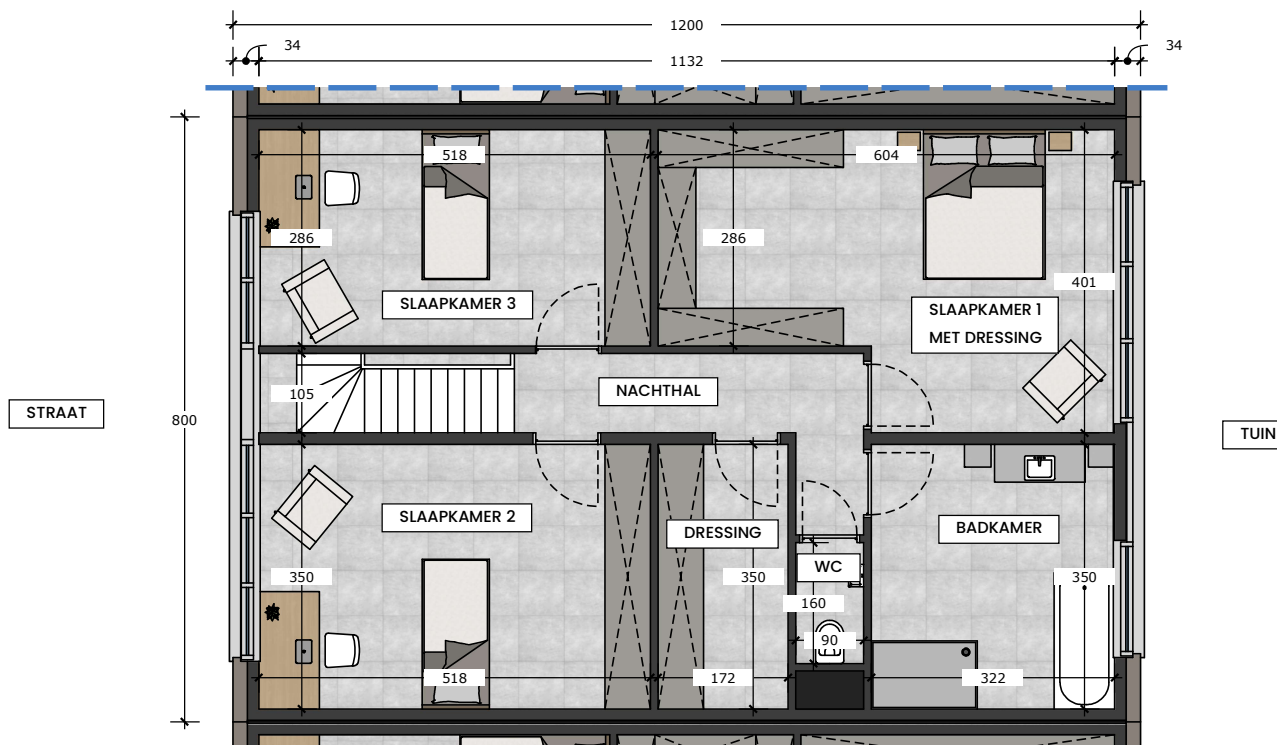 1200
34
34
1132
518
604
286
286
401
SLAAPKAMER 3
SLAAPKAMER 1
MET DRESSING
105
NACHTHAL
STRAAT
800
TUIN
SLAAPKAMER 2
DRESSING
BADKAMER
WC
350
350
350
160
90
518
172
322